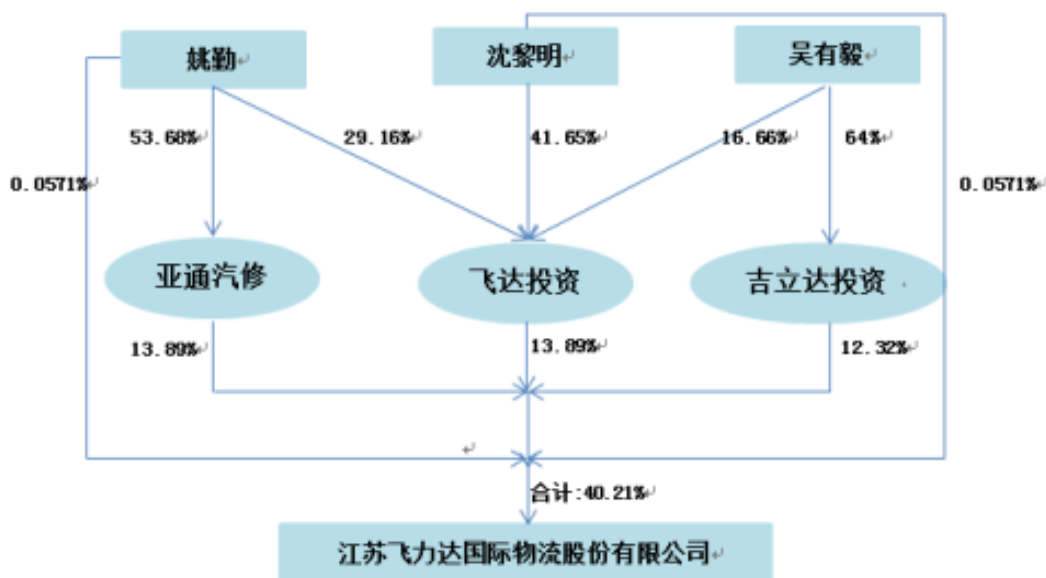 姚勤
沈黎明
吴有毅
53.68%
29.16%
41.65%
16.66%
64%
0.0571%
0.0571%
亚通汽修
飞达投资
吉立达投资
13.89%
13.89%
12.32%
合计:40.21%
江苏飞力达国际物流股份有限公司